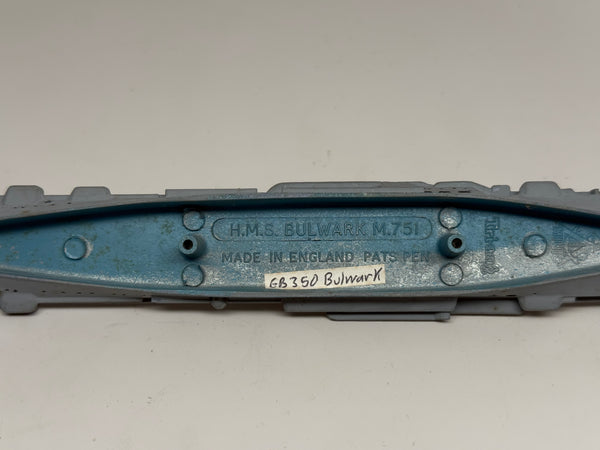 H.M.S. BULWARK M.751
MADE IN ENGLAND PATS PEN
GB350 Bulwark